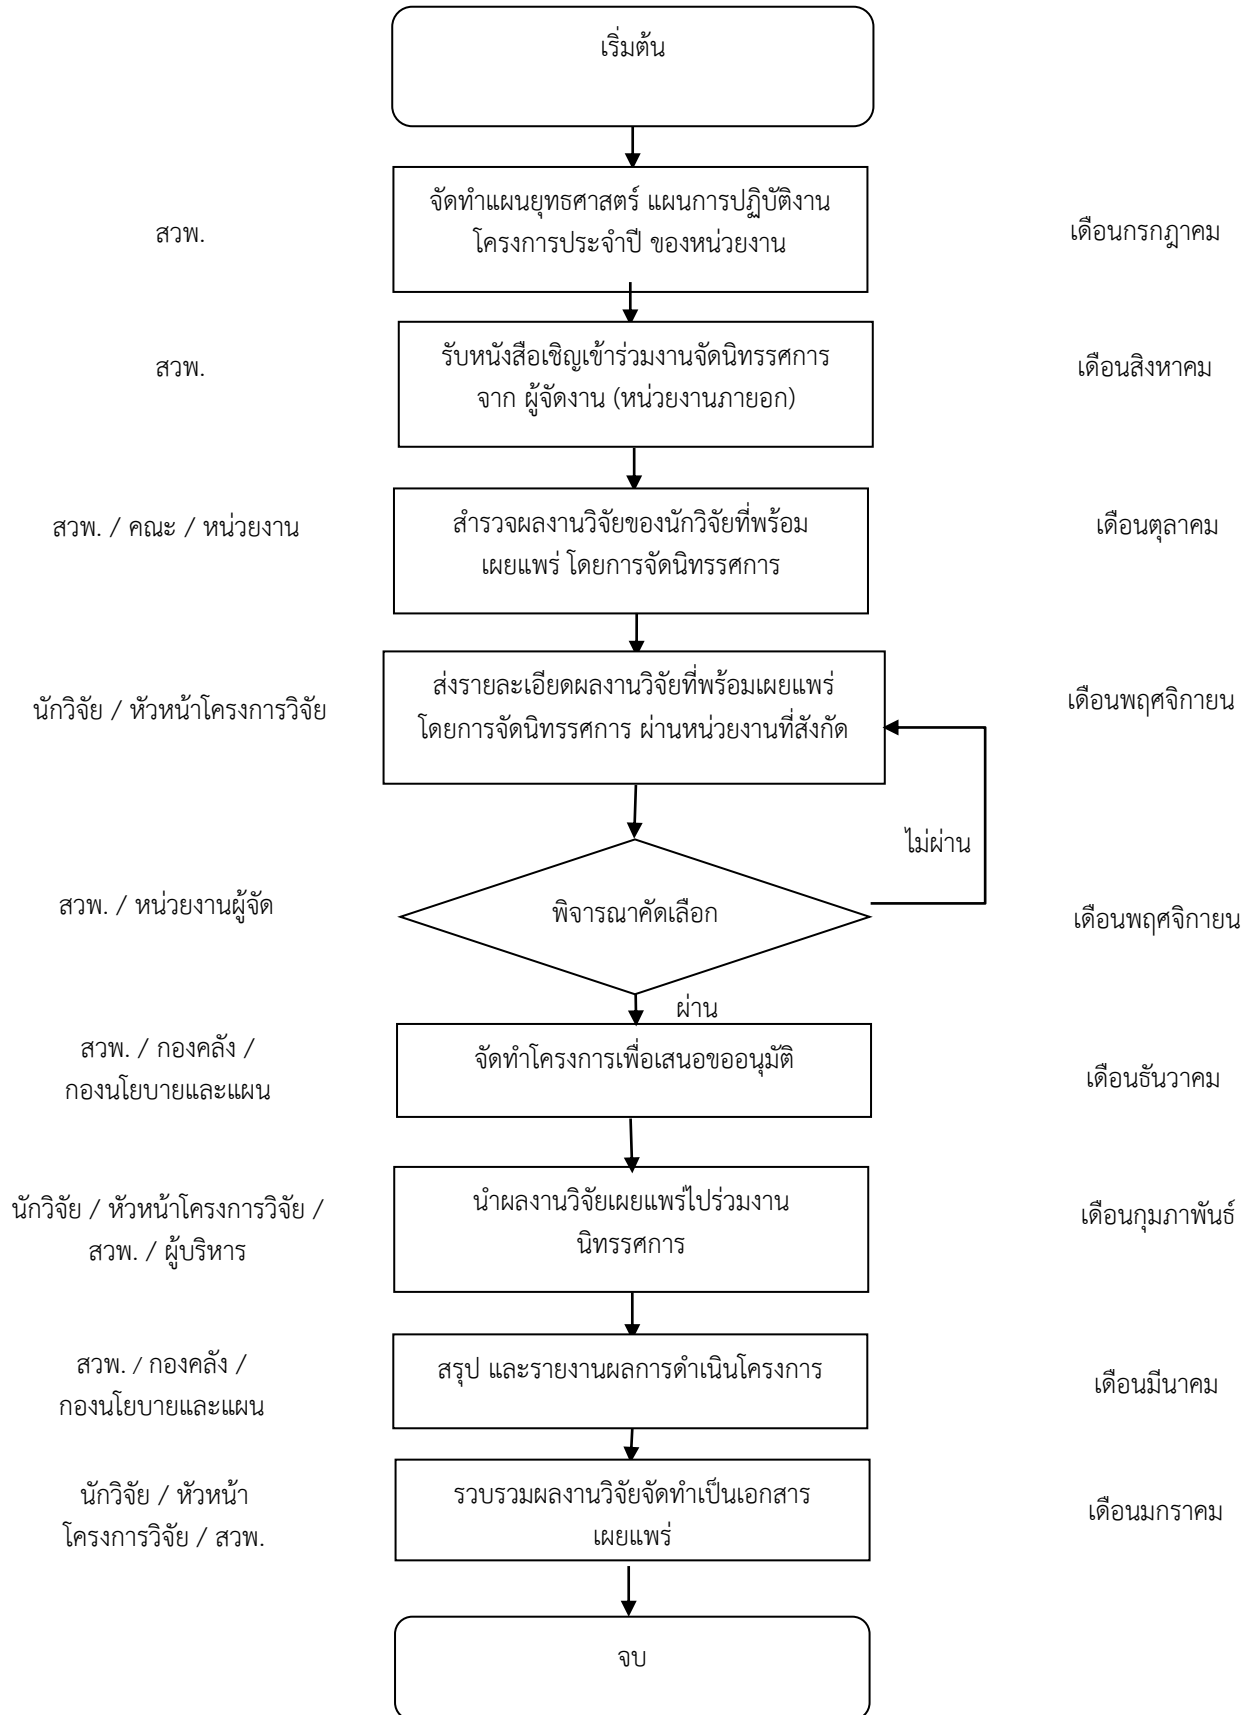 เริ่มต้น
สวพ.
จัดทำแผนยุทธศาสตร์ แผนการปฏิบัติงาน
โครงการประจำปี ของหน่วยงาน
เดือนกรกฎาคม
สวพ.
รับหนังสือเชิญเข้าร่วมงานจัดนิทรรศการ
จาก ผู้จัดงาน (หน่วยงานภายอก)
เดือนสิงหาคม
สวพ. / คณะ / หน่วยงาน
สำรวจผลงานวิจัยของนักวิจัยที่พร้อม
เผยแพร่ โดยการจัดนิทรรศการ
เดือนตุลาคม
นักวิจัย / หัวหน้าโครงการวิจัย
ส่งรายละเอียดผลงานวิจัยที่พร้อมเผยแพร่
โดยการจัดนิทรรศการ ผ่านหน่วยงานที่สังกัด
เดือนพฤศจิกายน
ไม่ผ่าน
สวพ. / หน่วยงานผู้จัด
พิจารณาคัดเลือก
เดือนพฤศจิกายน
ผ่าน
สวพ. / กองคลัง /
กองนโยบายและแผน
จัดทำโครงการเพื่อเสนอขออนุมัติ
เดือนธันวาคม
นักวิจัย / หัวหน้าโครงการวิจัย /
สวพ. / ผู้บริหาร
นำผลงานวิจัยเผยแพร่ไปร่วมงาน
นิทรรศการ
เดือนกุมภาพันธ์
สวพ. / กองคลัง /
กองนโยบายและแผน
สรุป และรายงานผลการดำเนินโครงการ
เดือนมีนาคม
นักวิจัย / หัวหน้า
โครงการวิจัย / สวพ.
รวบรวมผลงานวิจัยจัดทำเป็นเอกสาร
เผยแพร่
เดือนมกราคม
จบ